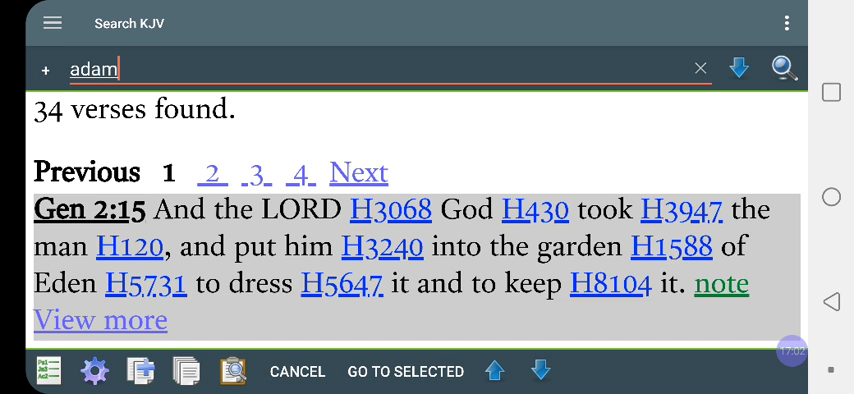 Search KJV
+ adam
34 verses found.
Previous 1 2 3 4 Next
Gen 2:15 And the LORD H3068 God H430 took H3947 the
man H120, and put him H3240 into the garden H1588 of
Eden H5731 to dress H5647 it and to keep H8104 it. note
View more
17:02
CANCEL GO TO SELECTED